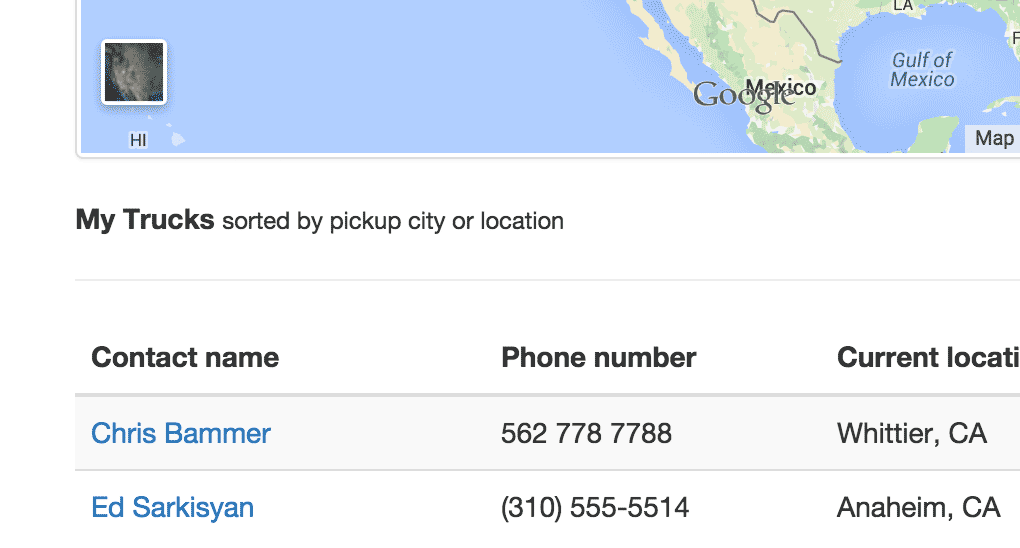 LA
Gulf of
Mexico
Mexico
Google
HI
Map
My Trucks sorted by pickup city or location
Contact name Phone number Current locati
Chris Bammer 562 778 7788 Whittier, CA
Ed Sarkisyan (310) 555-5514 Anaheim, CA